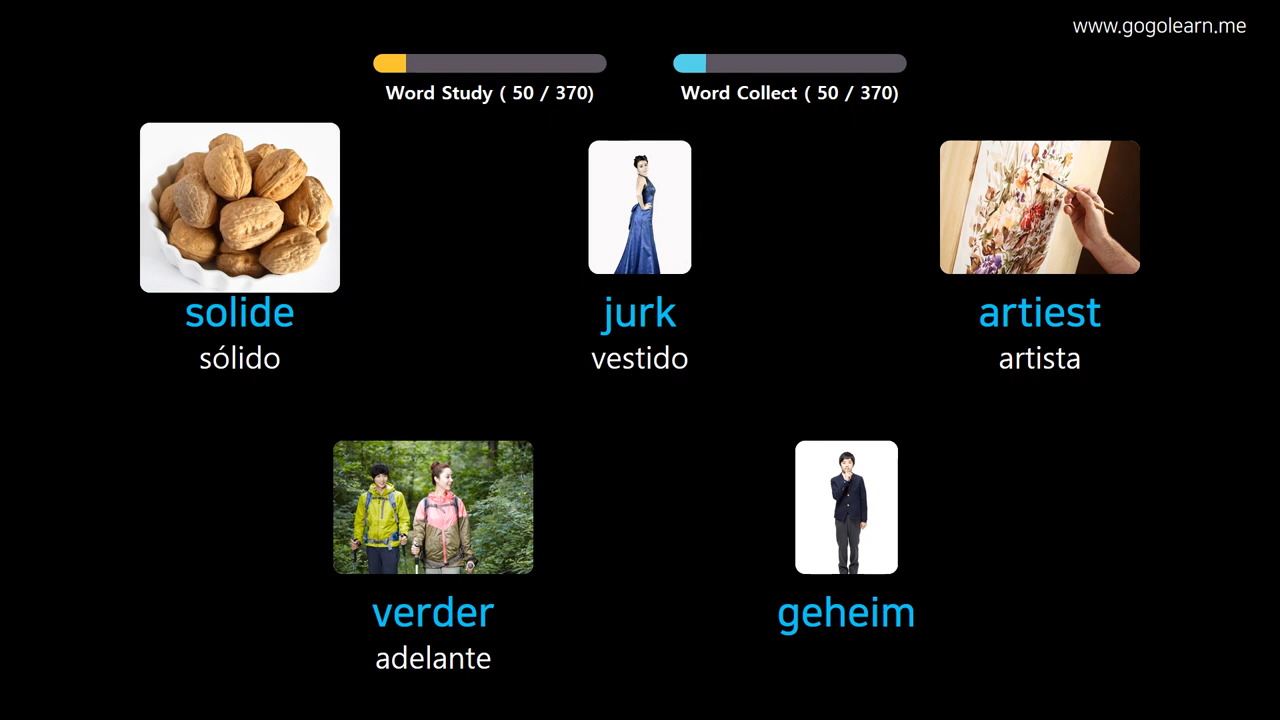 www.gogolearn.me
Word Study ( 50 / 370)
Word Collect ( 50 / 370)
solide
sólido
jurk
vestido
artiest
artista
verder
adelante
geheim